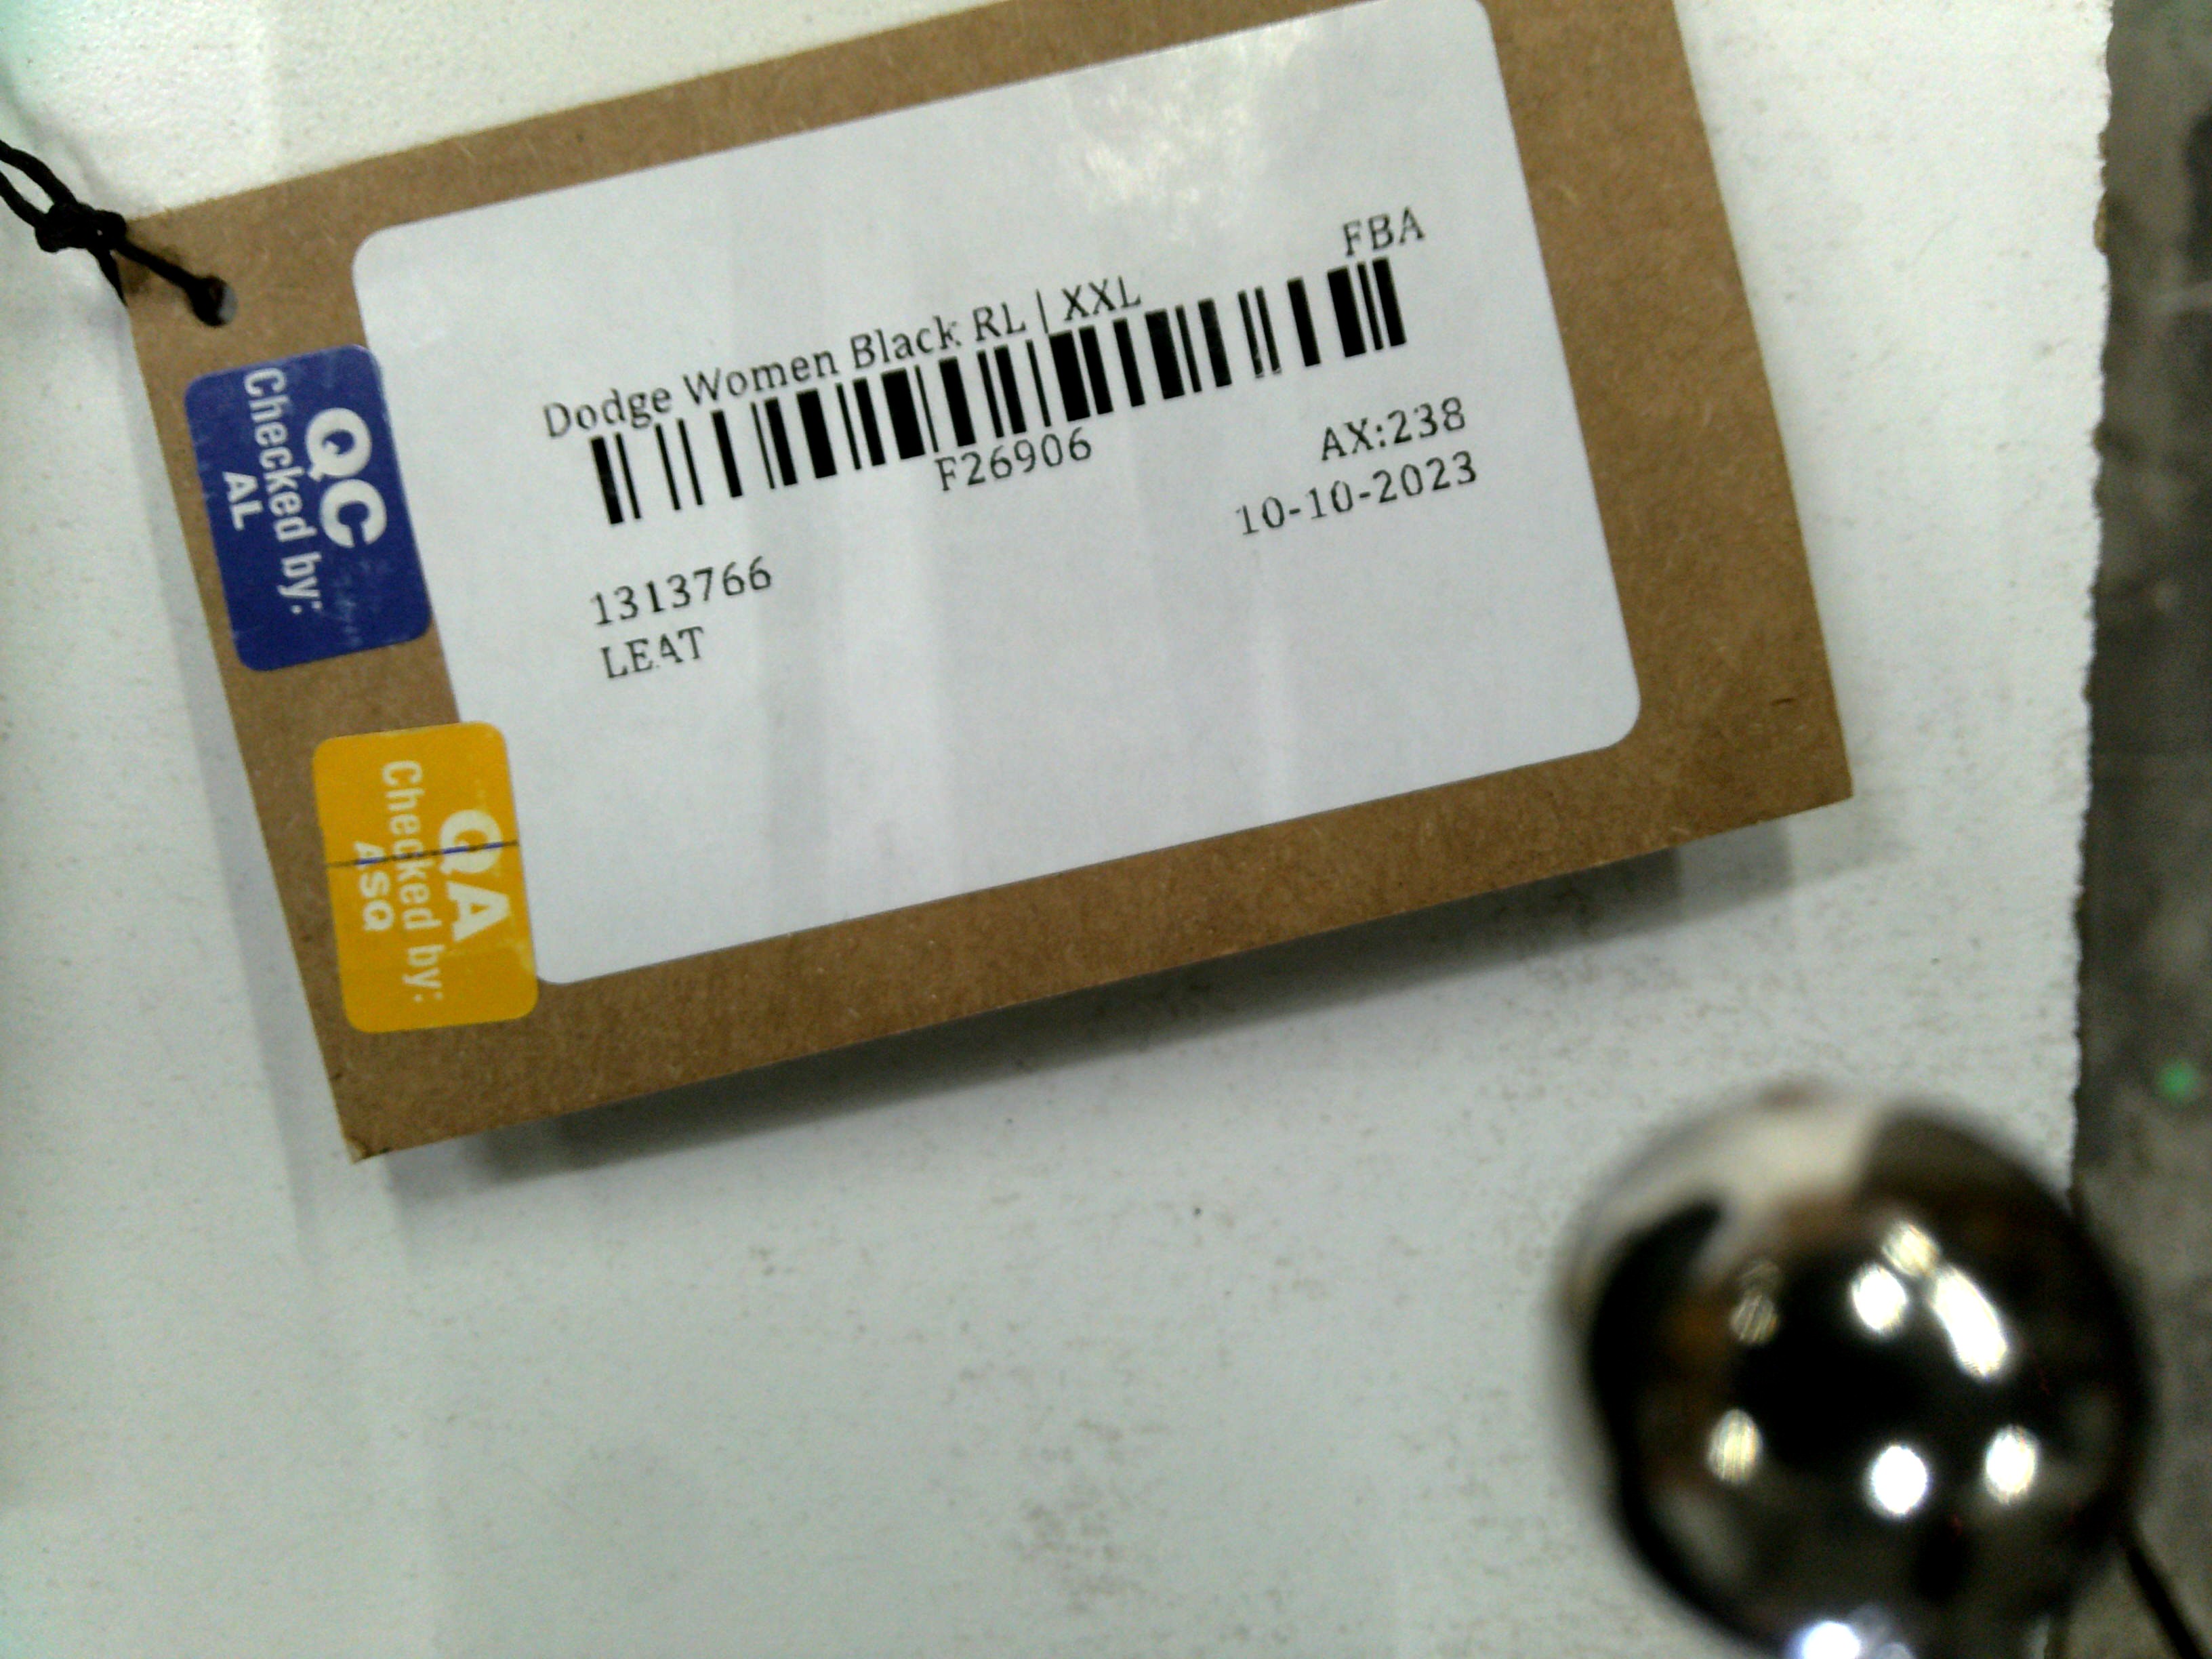 FBA
Dodge Women Black RL | XXL
F26906
AX:238
10-10-2023
1313766
LEAT
QC
Checked by:
AL
QA
Checked by:
ASQ